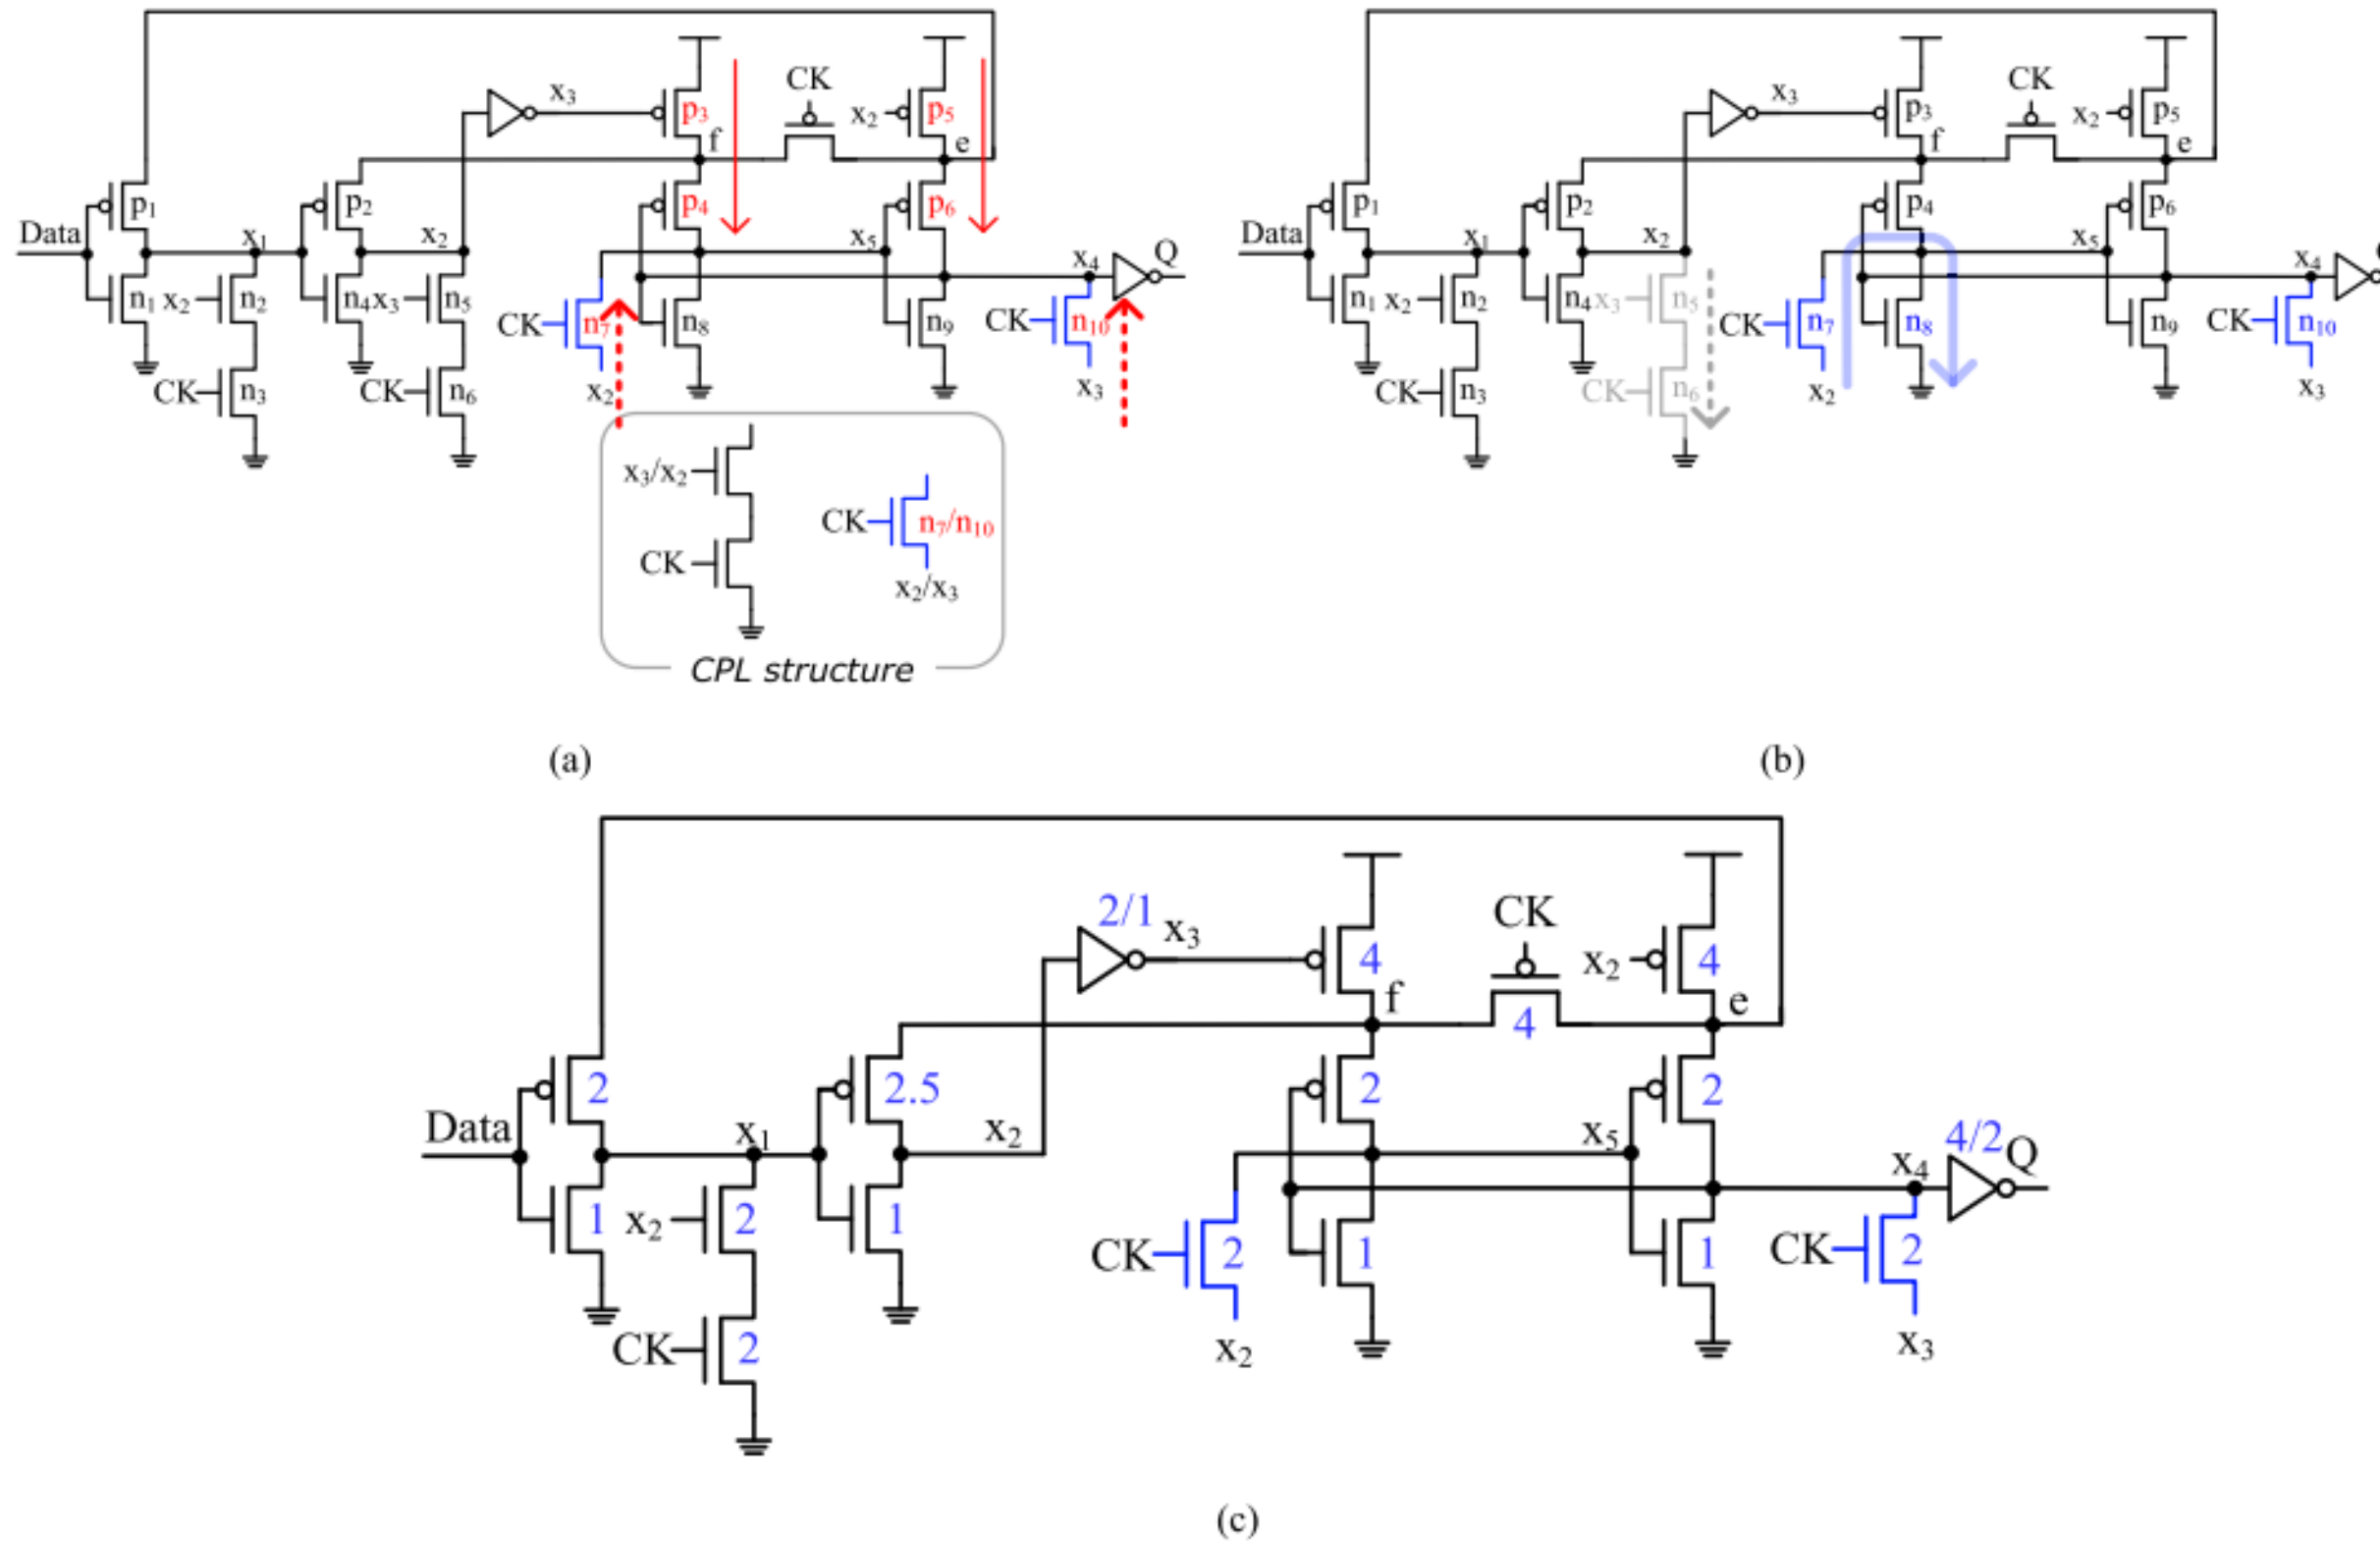 CK
x₃
p₃
x₂
p₅
f
e
p₁
p₂
p₄
p₆
Data
x₁
x₂
x₅
x₄
Q
n₁
x₂
n₂
n₄
x₃
n₅
CK
n₇
n₈
n₉
CK
n₁₀
CK
n₃
CK
n₆
x₂
x₃
x₃/x₂
CK
n₇/n₁₀
CK
x₂/x₃
CPL structure
(a)
CK
x₃
p₃
x₂
p₅
f
e
p₁
p₂
p₄
p₆
Data
x₁
x₂
x₅
x₄
n₁
x₂
n₂
n₄
x₃
n₅
CK
n₇
n₈
n₉
CK
n₁₀
CK
n₃
CK
n₆
x₂
x₃
(b)
2/1
x₃
CK
4
x₂
4
f
e
4
2
2.5
2
2
Data
x₁
x₂
x₅
x₄
4/2
Q
1
x₂
2
1
CK
2
1
1
CK
2
CK
2
x₂
x₃
(c)